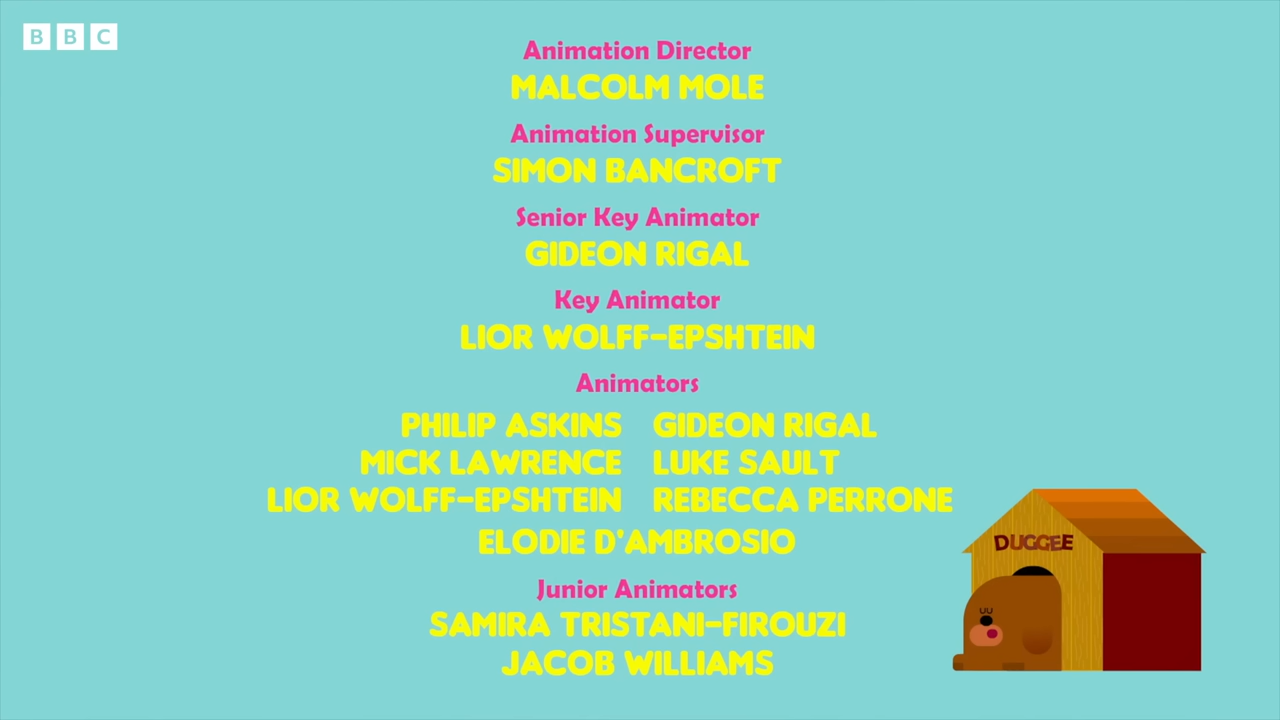 BBC
Animation Director
MALCOLM MOLE
Animation Supervisor
SIMON BANCROFT
Senior Key Animator
GIDEON RIGAL
Key Animator
LIOR WOLFF-EPSHTEIN
Animators
PHILIP ASKINS GIDEON RIGAL
MICK LAWRENCE LUKE SAULT
LIOR WOLFF-EPSHTEIN REBECCA PERRONE
ELODIE D'AMBROSIO
DUGGEE
Junior Animators
SAMIRA TRISTANI-FIROUZI
JACOB WILLIAMS